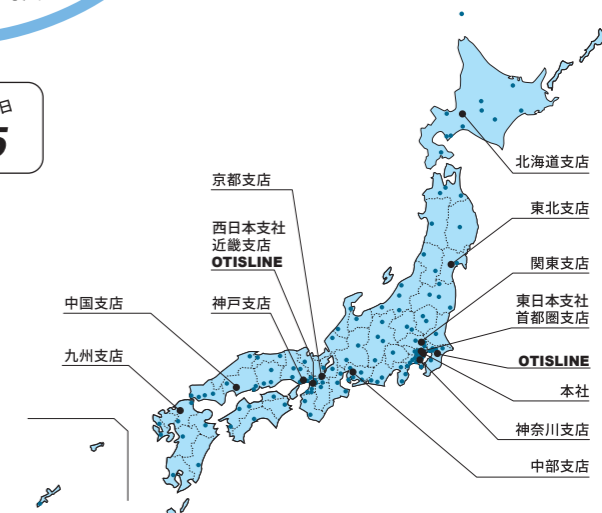 日
5
北海道支店
京都支店
東北支店
西日本支社
近畿支店
OTISLINE
関東支店
東日本支社
首都圏支店
中国支店
神戸支店
九州支店
OTISLINE
本社
神奈川支店
中部支店